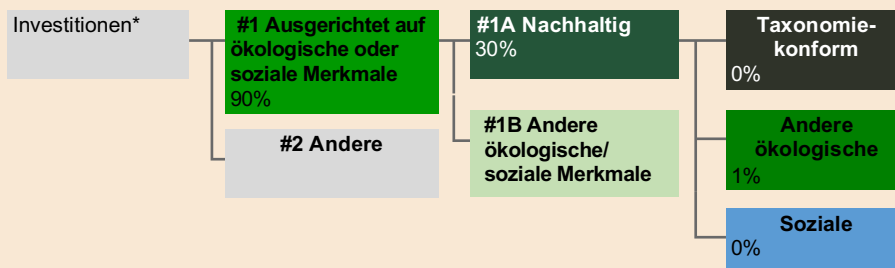 Investitionen*
#1 Ausgerichtet auf
ökologische oder
soziale Merkmale
90%
#2 Andere
#1A Nachhaltig
30%
#1B Andere
ökologische/
soziale Merkmale
Taxonomie-
konform
0%
Andere
ökologische
1%
Soziale
0%